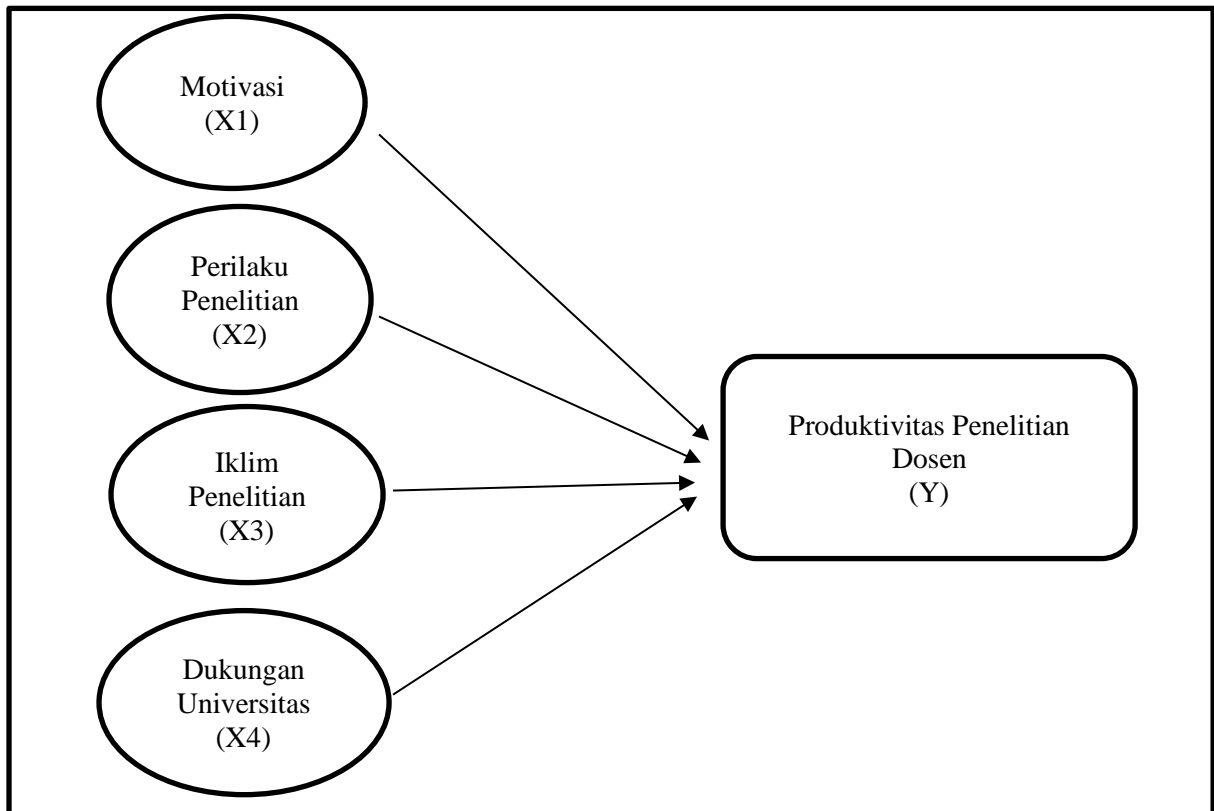 Motivasi
(X1)
Perilaku
Penelitian
(X2)
Iklim
Penelitian
(X3)
Dukungan
Universitas
(X4)
Produktivitas Penelitian
Dosen
(Y)